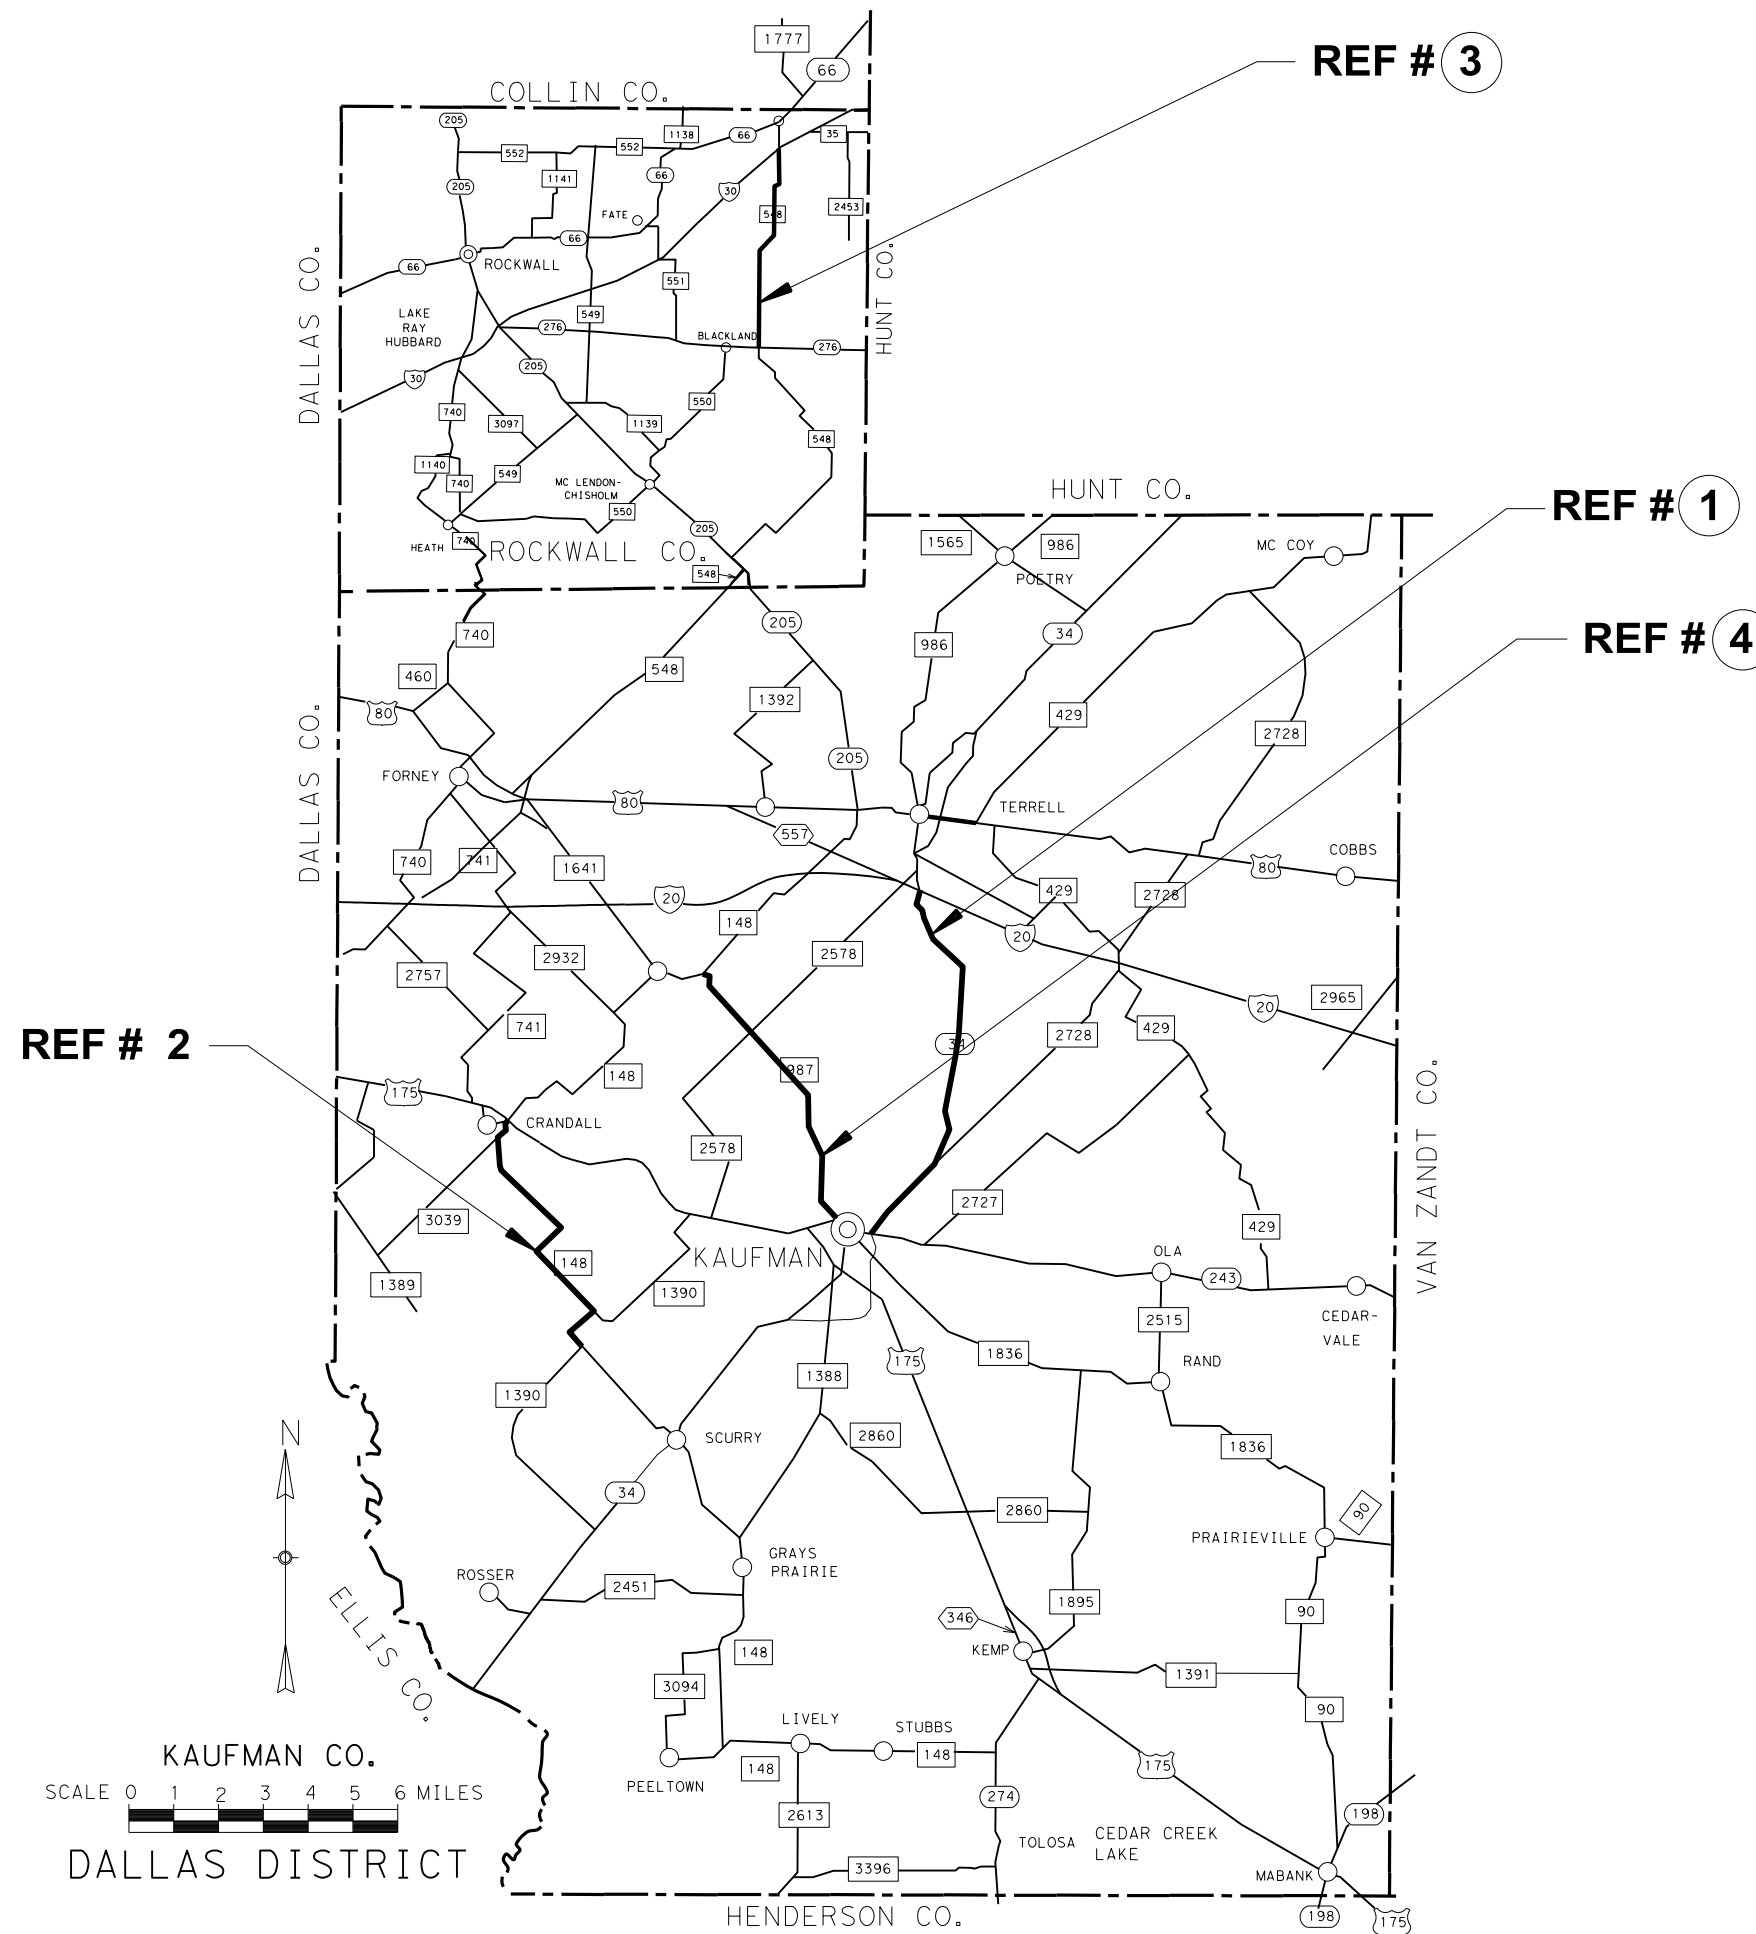 1777
66
REF # 3
COLLIN CO.
205
1138
66
35
552
552
1141
66
30
205
548
2453
FATE
66
ROCKWALL
66
551
DALLAS CO.
HUNT CO.
LAKE
RAY
HUBBARD
549
276
BLACKLAND
276
205
30
740
3097
1139
550
548
1140
549
740
MC LENDON-
CHISHOLM
550
205
HEATH
740
ROCKWALL CO.
548
HUNT CO.
REF # 1
1565
986
MC COY
POETRY
205
740
34
REF # 4
986
548
460
1392
429
80
2728
DALLAS CO.
205
FORNEY
80
TERRELL
557
740
741
1641
COBBS
80
429
2728
20
148
20
2578
2932
2757
2965
20
741
2728
429
REF # 2
34
987
148
175
VAN ZANDT CO.
CRANDALL
2578
2727
3039
429
KAUFMAN
OLA
148
243
1389
1390
2515
CEDAR-
VALE
1836
RAND
175
1388
1390
2860
SCURRY
1836
N
34
2860
90
PRAIRIEVILLE
GRAYS
PRAIRIE
ROSSER
2451
1895
90
346
ELLIS CO.
148
KEMP
1391
3094
90
LIVELY
STUBBS
148
148
175
PEELTOWN
KAUFMAN CO.
SCALE 0 1 2 3 4 5 6 MILES
274
2613
198
TOLOSA
CEDAR CREEK
LAKE
DALLAS DISTRICT
3396
MABANK
HENDERSON CO.
198
175